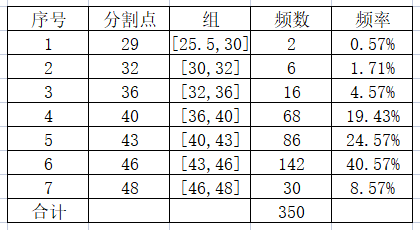 序号 分割点 组 频数 频率
1 29 [25.5,30] 2 0.57%
2 32 [30,32] 6 1.71%
3 36 [32,36] 16 4.57%
4 40 [36,40] 68 19.43%
5 43 [40,43] 86 24.57%
6 46 [43,46] 142 40.57%
7 48 [46,48] 30 8.57%
合计 350